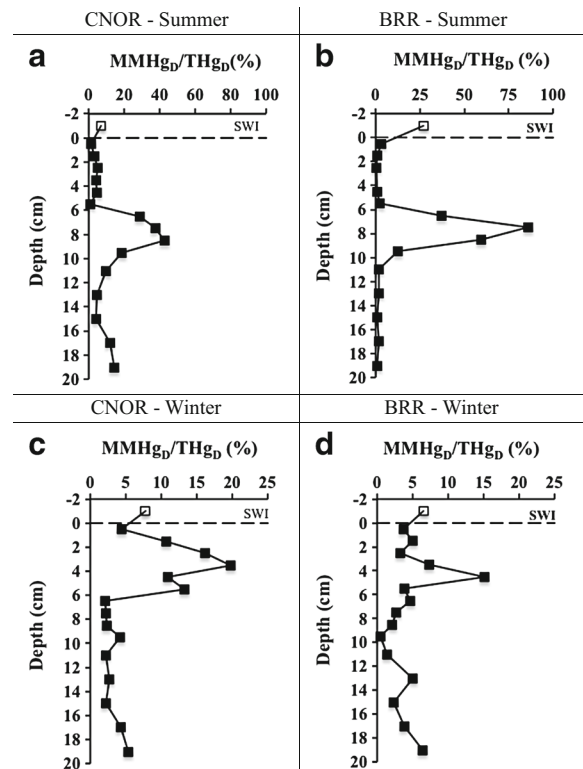 CNOR - Summer
BRR - Summer
a
MMHgD/THgD(%)
0 20 40 60 80 100
-2
SWI
0
2
4
6
8
10
12
14
16
18
20
Depth (cm)
b
MMHgD/THgD(%)
0 25 50 75 100
-2
SWI
0
2
4
6
8
10
12
14
16
18
20
Depth (cm)
CNOR - Winter
BRR - Winter
c
MMHgD/THgD (%)
0 5 10 15 20 25
-2
SWI
0
2
4
6
8
10
12
14
16
18
20
Depth (cm)
d
MMHgD/THgD (%)
0 5 10 15 20 25
-2
SWI
0
2
4
6
8
10
12
14
16
18
20
Depth (cm)